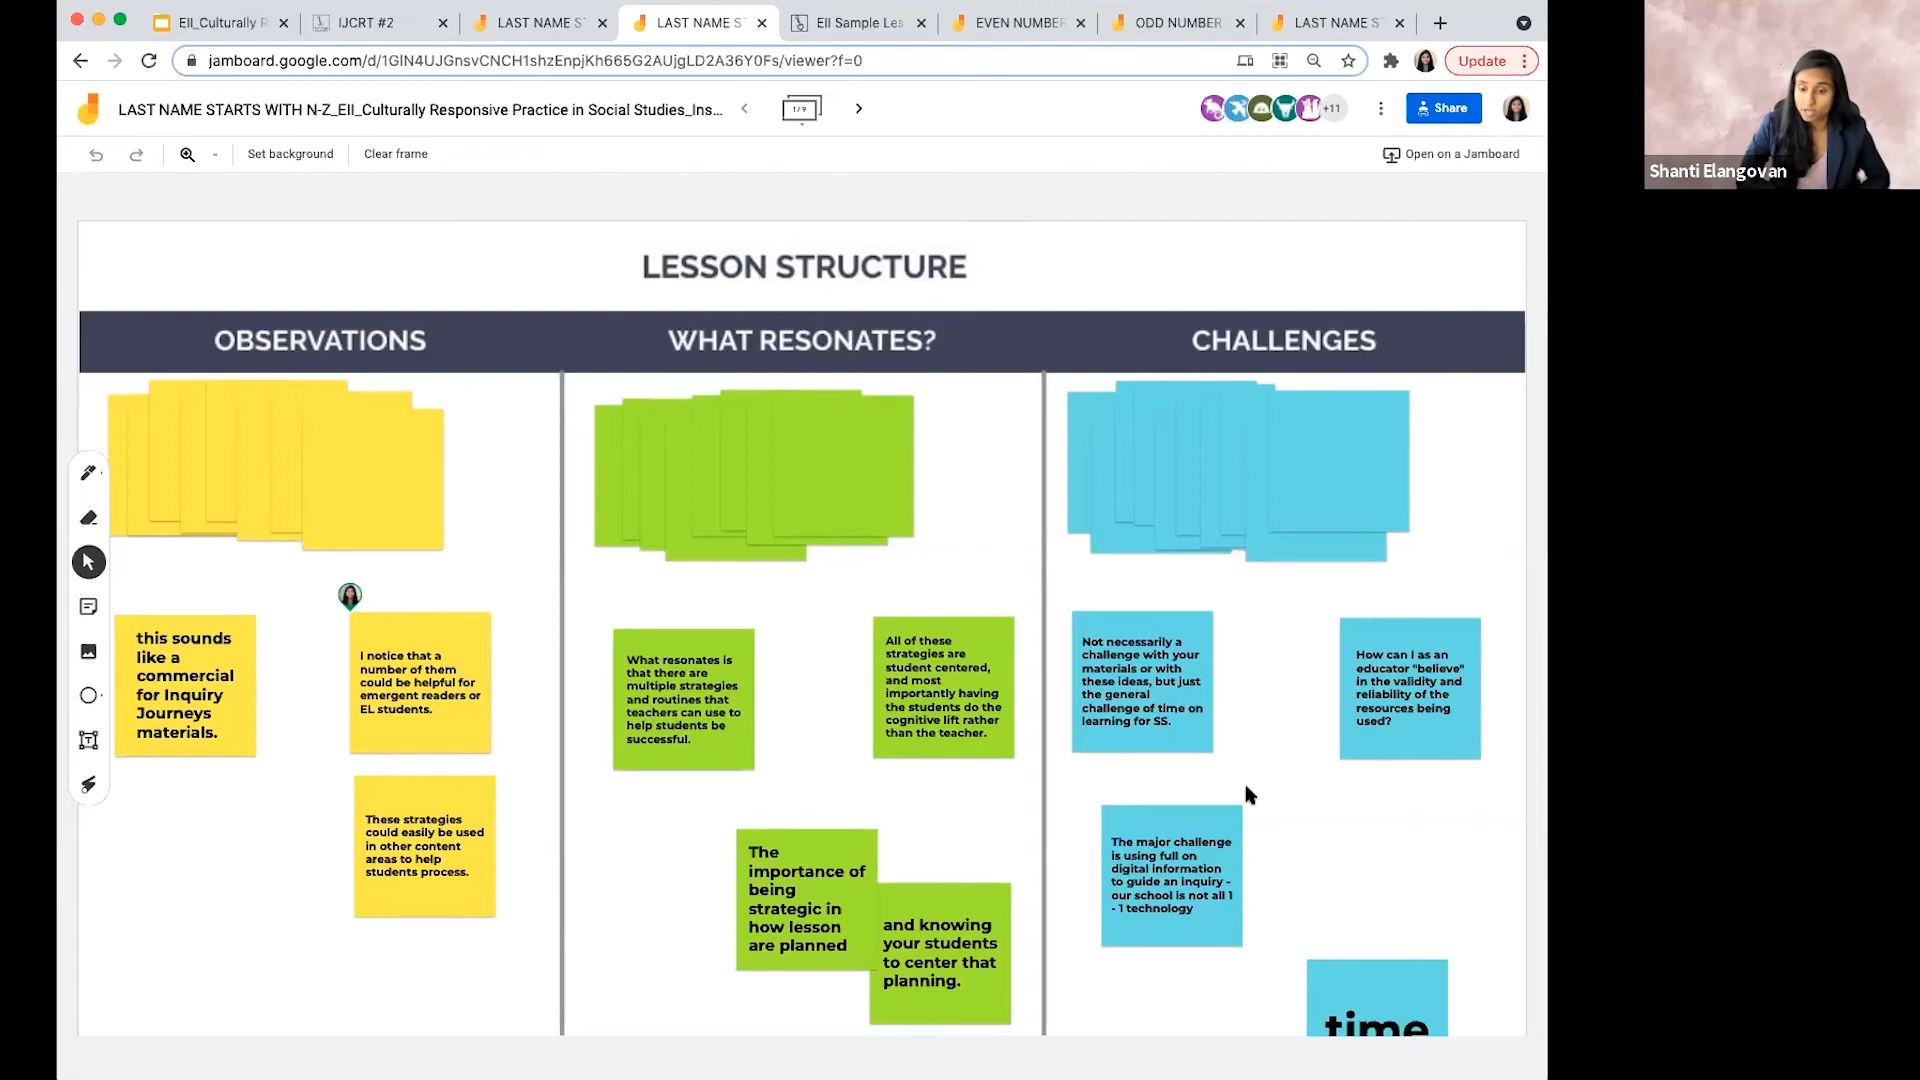 EII_Culturally R
IJCRT #2
LAST NAME S
LAST NAME S
EII Sample Les
EVEN NUMBER
ODD NUMBER
LAST NAME S
jamboard.google.com/d/1GlN4UJGnsvCNCH1shzEnpjKh665G2AUjgLD2A36Y0Fs/viewer?f=0
Update
LAST NAME STARTS WITH N-Z_EII_Culturally Responsive Practice in Social Studies_Ins...
1/9
+11
Share
Set background
Clear frame
Open on a Jamboard
Shanti Elangovan
LESSON STRUCTURE
OBSERVATIONS
WHAT RESONATES?
CHALLENGES
this sounds
like a
commercial
for Inquiry
Journeys
materials.
I notice that a
number of them
could be helpful for
emergent readers or
EL students.
These strategies
could easily be used
in other content
areas to help
students process.
What resonates is
that there are
multiple strategies
and routines that
teachers can use to
help students be
successful.
All of these
strategies are
student centered,
and most
importantly having
the students do the
cognitive lift rather
than the teacher.
The
importance of
being
strategic in
how lesson
are planned
and knowing
your students
to center that
planning.
Not necessarily a
challenge with your
materials or with
these ideas, but just
the general
challenge of time on
learning for SS.
How can I as an
educator "believe"
in the validity and
reliability of the
resources being
used?
The major challenge
is using full on
digital information
to guide an inquiry -
our school is not all 1
- 1 technology
time